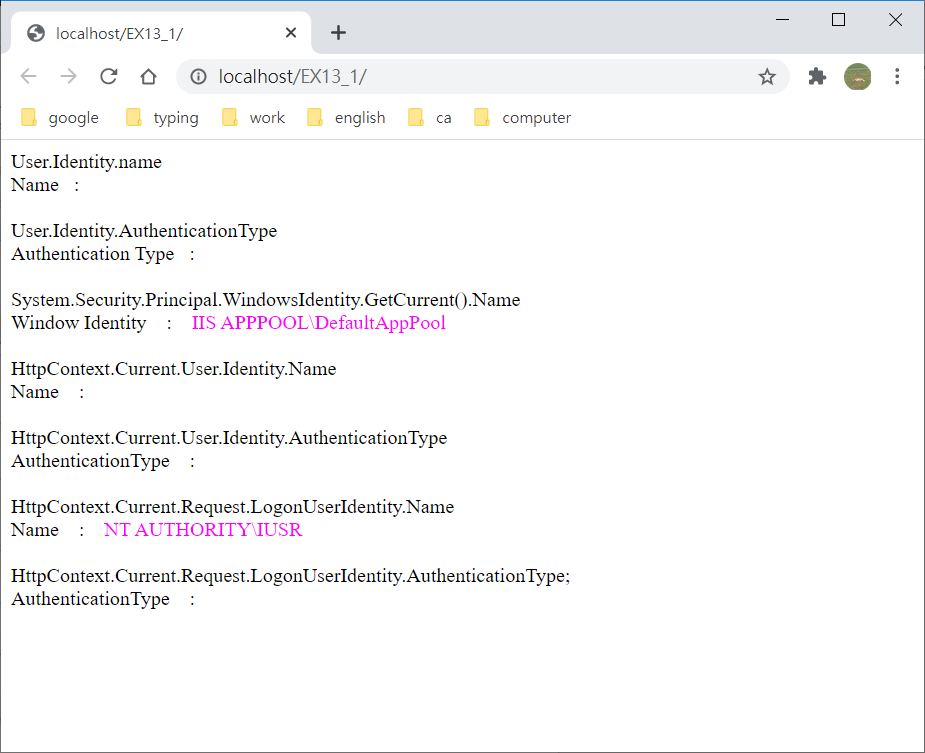 localhost/EX13_1/
localhost/EX13_1/
google typing work english ca computer
User.Identity.name
Name :
User.Identity.AuthenticationType
Authentication Type :
System.Security.Principal.WindowsIdentity.GetCurrent().Name
Window Identity : IIS APPPOOL\DefaultAppPool
HttpContext.Current.User.Identity.Name
Name :
HttpContext.Current.User.Identity.AuthenticationType
AuthenticationType :
HttpContext.Current.Request.LogonUserIdentity.Name
Name : NT AUTHORITY\IUSR
HttpContext.Current.Request.LogonUserIdentity.AuthenticationType;
AuthenticationType :